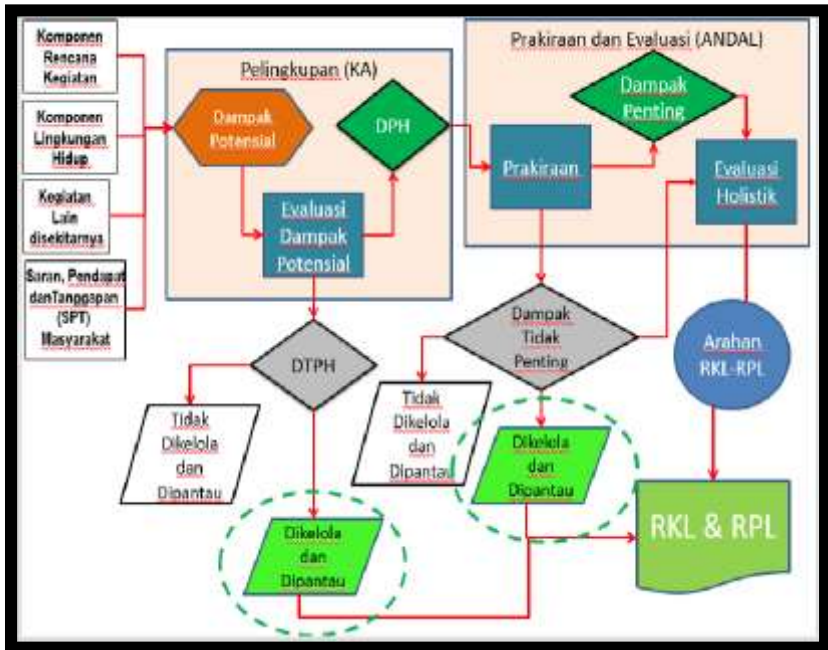 Komponen
Rencana
Kegiatan
Komponen
Lingkungan
Hidup
Kegiatan
Lain
disekitarnya
Saran, Pendapat
danTanggapan
(SPT)
Masyarakat
Pelingkupan (KA)
Dampak
Potensial
DPH
Evaluasi
Dampak
Potensial
Prakiraan dan Evaluasi (ANDAL)
Dampak
Penting
Prakiraan
Evaluasi
Holistik
DTPH
Dampak
Tidak
Penting
Arahan
RKL-RPL
Tidak
Dikelola
dan
Dipantau
Tidak
Dikelola
dan
Dipantau
Dikelola
dan
Dipantau
Dikelola
dan
Dipantau
RKL & RPL